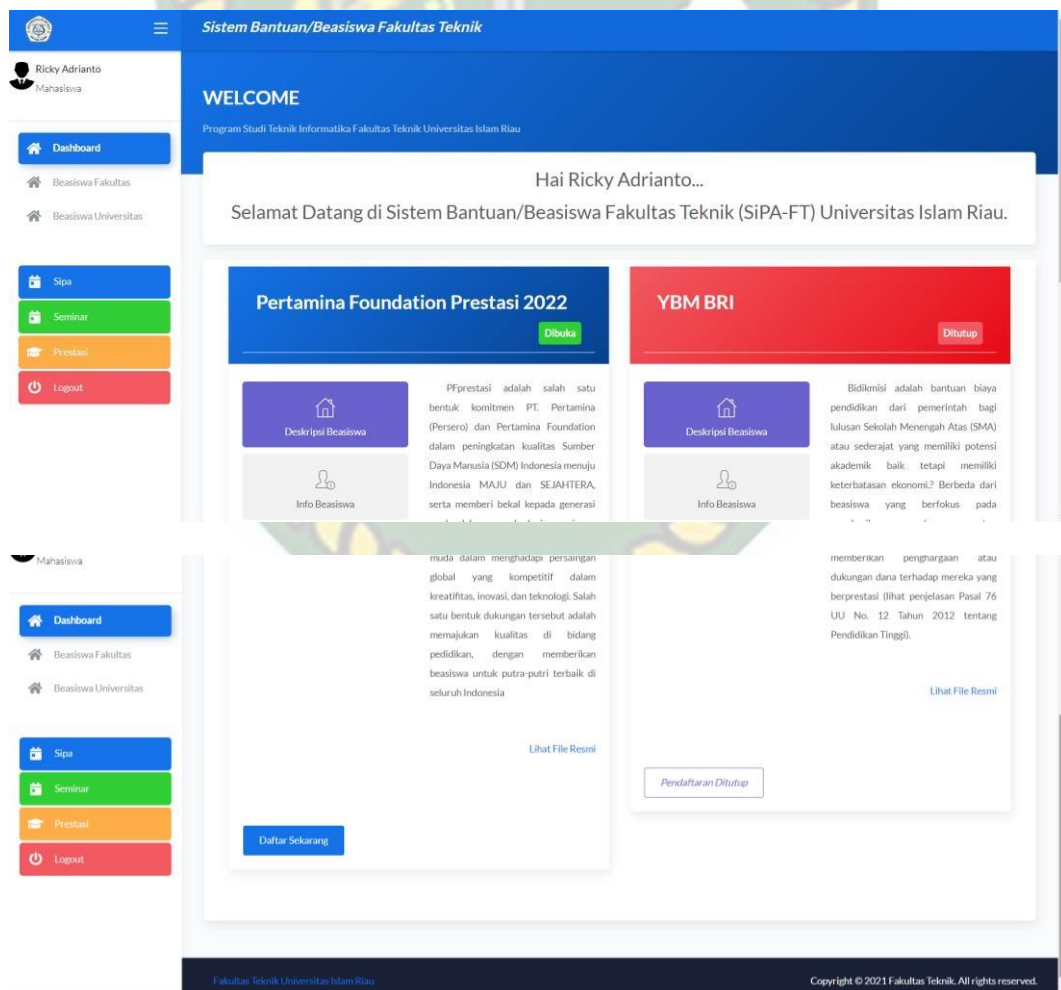 Sistem Bantuan/Beasiswa Fakultas Teknik
Ricky Adrianto
Mahasiswa
Dashboard
Beasiswa Fakultas
Beasiswa Universitas
Sipa
Seminar
Prestasi
Logout
WELCOME
Program Studi Teknik Informatika Fakultas Teknik Universitas Islam Riau
Hai Ricky Adrianto...
Selamat Datang di Sistem Bantuan/Beasiswa Fakultas Teknik (SiPA-FT) Universitas Islam Riau.
Pertamina Foundation Prestasi 2022
Dibuka
Deskripsi Beasiswa
Info Beasiswa
PFprestasi adalah salah satu
bentuk komitmen PT. Pertamina
(Persero) dan Pertamina Foundation
dalam peningkatan kualitas Sumber
Daya Manusia (SDM) Indonesia menuju
Indonesia MAJU dan SEJAHTERA,
serta memberi bekal kepada generasi
YBM BRI
Ditutup
Deskripsi Beasiswa
Info Beasiswa
Bidikmisi adalah bantuan biaya
pendidikan dari pemerintah bagi
lulusan Sekolah Menengah Atas (SMA)
atau sederajat yang memiliki potensi
akademik baik tetapi memiliki
keterbatasan ekonomi.? Berbeda dari
beasiswa yang berfokus pada
Mahasiswa
Dashboard
Beasiswa Fakultas
Beasiswa Universitas
Sipa
Seminar
Prestasi
Logout
muda dalam menghadapi persaingan
global yang kompetitif dalam
kreatifitas, inovasi, dan teknologi. Salah
satu bentuk dukungan tersebut adalah
memajukan kualitas di bidang
pedidikan, dengan memberikan
beasiswa untuk putra-putri terbaik di
seluruh Indonesia
Lihat File Resmi
Daftar Sekarang
memberikan penghargaan atau
dukungan dana terhadap mereka yang
berprestasi (lihat penjelasan Pasal 76
UU No. 12 Tahun 2012 tentang
Pendidikan Tinggi).
Lihat File Resmi
Pendaftaran Ditutup
Fakultas Teknik Universitas Islam Riau
Copyright © 2021 Fakultas Teknik. All rights reserved.